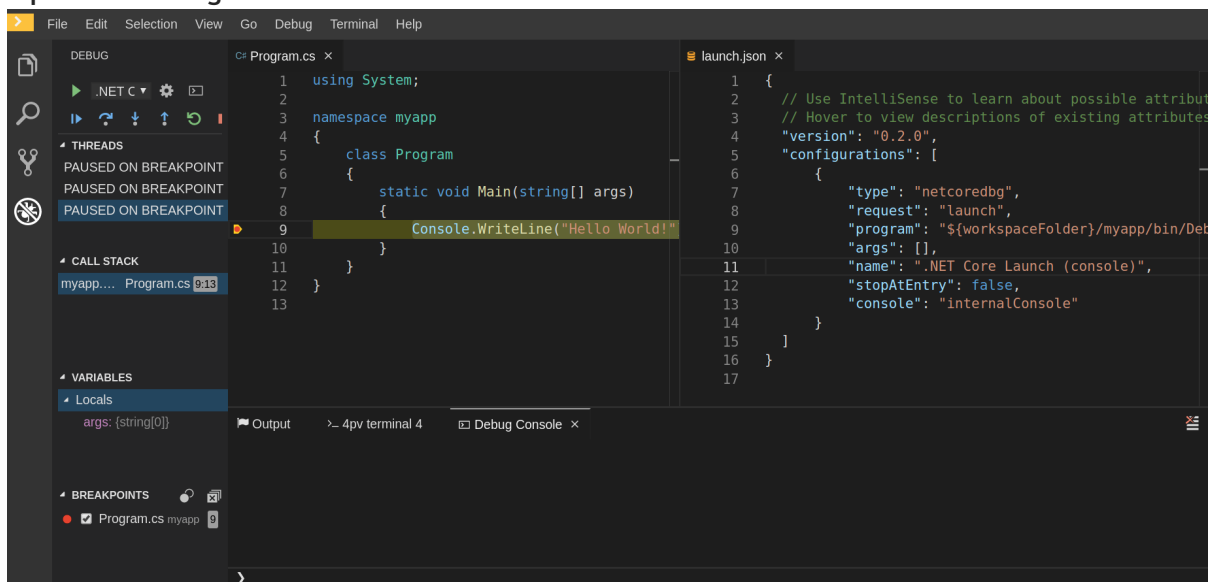 File Edit Selection View Go Debug Terminal Help
DEBUG
.NET C
THREADS
PAUSED ON BREAKPOINT
PAUSED ON BREAKPOINT
PAUSED ON BREAKPOINT
CALL STACK
myapp.... Program.cs 9:13
VARIABLES
Locals
args: {string[0]}
BREAKPOINTS
Program.cs myapp 9
C# Program.cs ×
1 using System;
2
3 namespace myapp
4 {
5     class Program
6     {
7         static void Main(string[] args)
8         {
9             Console.WriteLine("Hello World!"
10         }
11     }
12 }
13
launch.json ×
1 {
2   // Use IntelliSense to learn about possible attribut
3   // Hover to view descriptions of existing attributes
4   "version": "0.2.0",
5   "configurations": [
6       {
7           "type": "netcoredbg",
8           "request": "launch",
9           "program": "${workspaceFolder}/myapp/bin/Deb
10           "args": [],
11           "name": ".NET Core Launch (console)",
12           "stopAtEntry": false,
13           "console": "internalConsole"
14       }
15   ]
16 }
17
Output >_ 4pv terminal 4 Debug Console ×